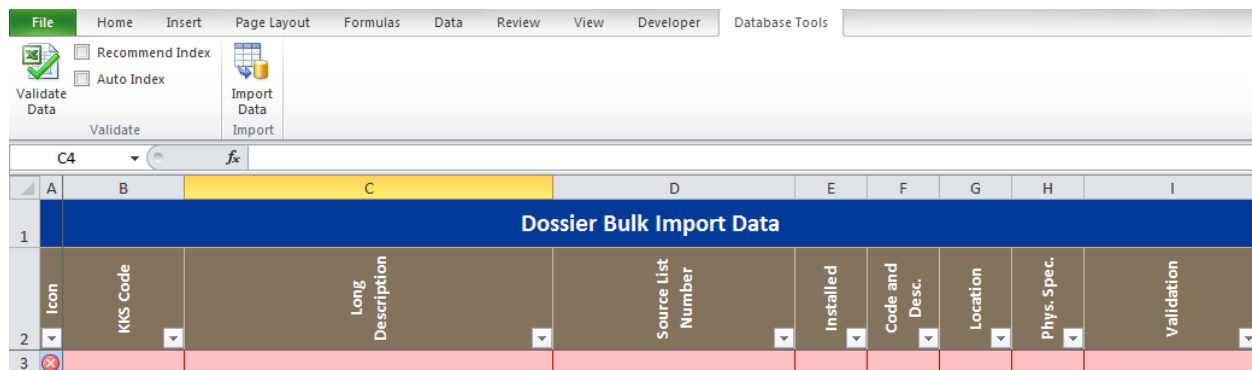 File Home Insert Page Layout Formulas Data Review View Developer Database Tools
Validate
Data
Recommend Index
Auto Index
Validate
Import
Data
Import
C4 fx
A B C D E F G H I
1 Dossier Bulk Import Data
2
Icon
KKS Code
Long
Description
Source List
Number
Installed
Code and
Desc.
Location
Phys. Spec.
Validation
3